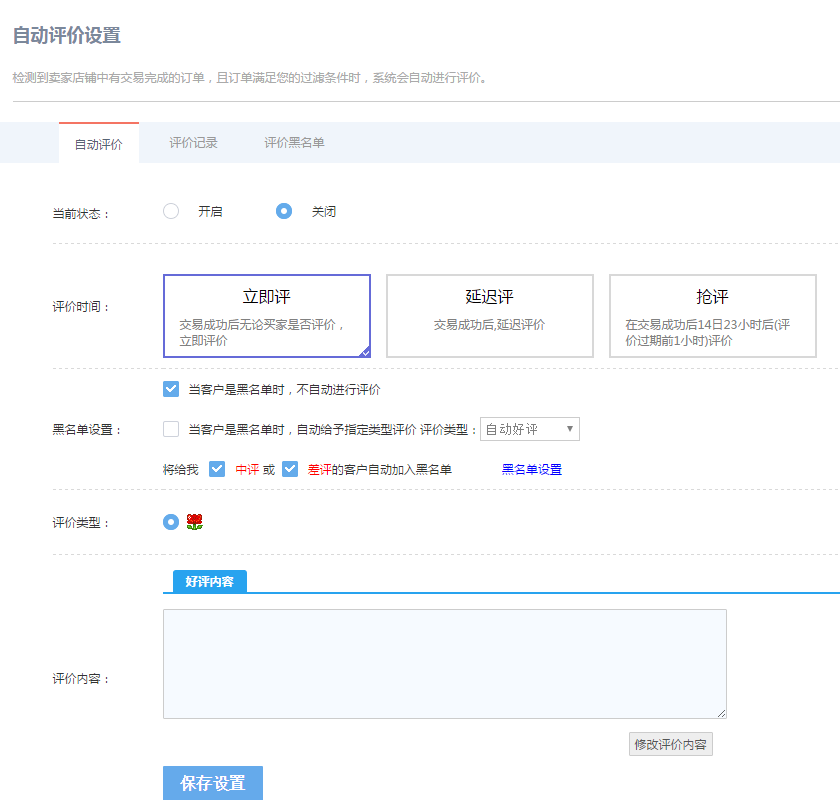 自动评价设置
检测到卖家店铺中有交易完成的订单，且订单满足您的过滤条件时，系统会自动进行评价。
自动评价 评价记录 评价黑名单
当前状态： 开启 关闭
评价时间：
立即评
交易成功后无论买家是否评价，
立即评价
延迟评
交易成功后,延迟评价
抢评
在交易成功后14日23小时后(评
价过期前1小时)评价
当客户是黑名单时，不自动进行评价
黑名单设置： 当客户是黑名单时，自动给予指定类型评价 评价类型： 自动好评
将给我 中评 或 差评的客户自动加入黑名单 黑名单设置
评价类型：
好评内容
评价内容：
修改评价内容
保存设置